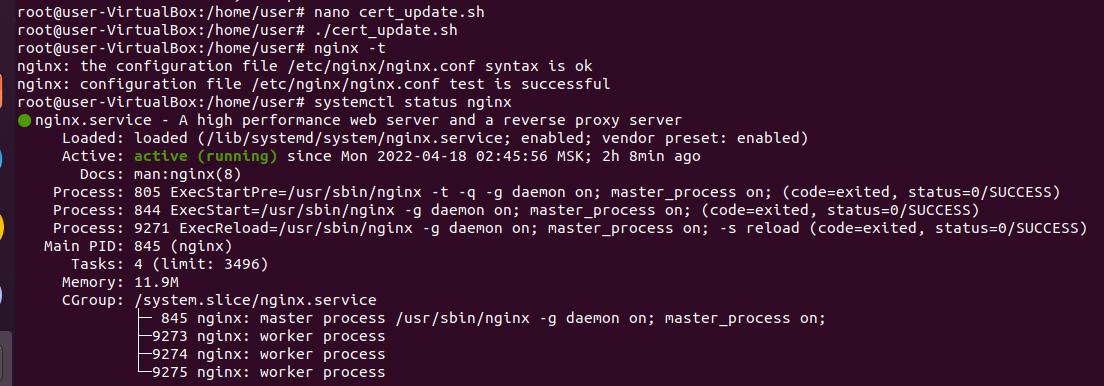 root@user-VirtualBox:/home/user# nano cert_update.sh
root@user-VirtualBox:/home/user# ./cert_update.sh
root@user-VirtualBox:/home/user# nginx -t
nginx: the configuration file /etc/nginx/nginx.conf syntax is ok
nginx: configuration file /etc/nginx/nginx.conf test is successful
root@user-VirtualBox:/home/user# systemctl status nginx
● nginx.service - A high performance web server and a reverse proxy server
Loaded: loaded (/lib/systemd/system/nginx.service; enabled; vendor preset: enabled)
Active: active (running) since Mon 2022-04-18 02:45:56 MSK; 2h 8min ago
Docs: man:nginx(8)
Process: 805 ExecStartPre=/usr/sbin/nginx -t -q -g daemon on; master_process on; (code=exited, status=0/SUCCESS)
Process: 844 ExecStart=/usr/sbin/nginx -g daemon on; master_process on; (code=exited, status=0/SUCCESS)
Process: 9271 ExecReload=/usr/sbin/nginx -g daemon on; master_process on; -s reload (code=exited, status=0/SUCCESS)
Main PID: 845 (nginx)
Tasks: 4 (limit: 3496)
Memory: 11.9M
CGroup: /system.slice/nginx.service
├─ 845 nginx: master process /usr/sbin/nginx -g daemon on; master_process on;
├─9273 nginx: worker process
├─9274 nginx: worker process
└─9275 nginx: worker process